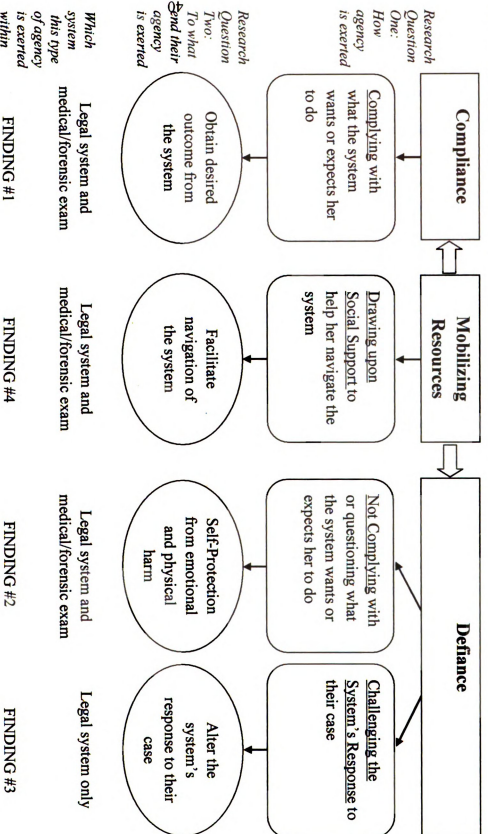 Compliance
Mobilizing
Resources
Defiance
Research
Question
One:
How
agency
is exerted
Complying with
what the system
wants or expects her
to do
Drawing upon
Social Support to
help her navigate the
system
Not Complying with
or questioning what
the system wants or
expects her to do
Challenging the
System's Response to
their case
Research
Question
Two:
To what
end their
agency
is exerted
Obtain desired
outcome from
the system
Facilitate
navigation of
the system
Self-Protection
from emotional
and physical
harm
Alter the
system's
response to their
case
Which
system
this type
of agency
is exerted
within
Legal system and
medical/forensic exam
Legal system and
medical/forensic exam
Legal system and
medical/forensic exam
Legal system only
FINDING #1
FINDING #4
FINDING #2
FINDING #3